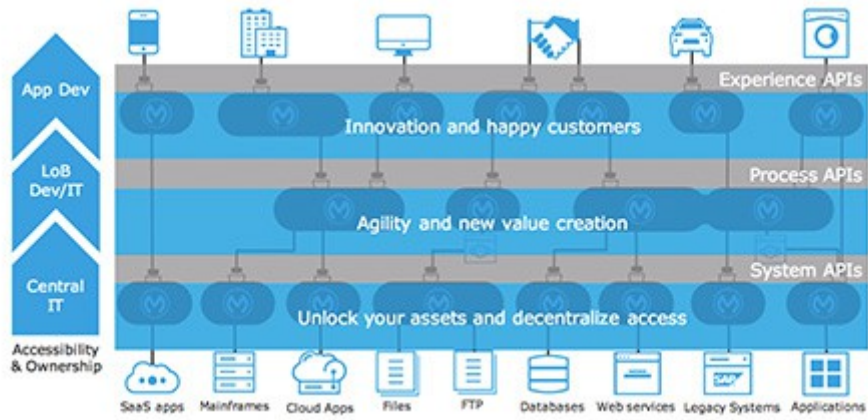 Experience APIs
App Dev
Innovation and happy customers
LoB
Dev/IT
Process APIs
Agility and new value creation
System APIs
Central
IT
Unlock your assets and decentralize access
Accessibility
& Ownership
SaaS apps
Mainframes
Cloud Apps
Files
FTP
Databases
Web services
SAP
Legacy Systems
Applications